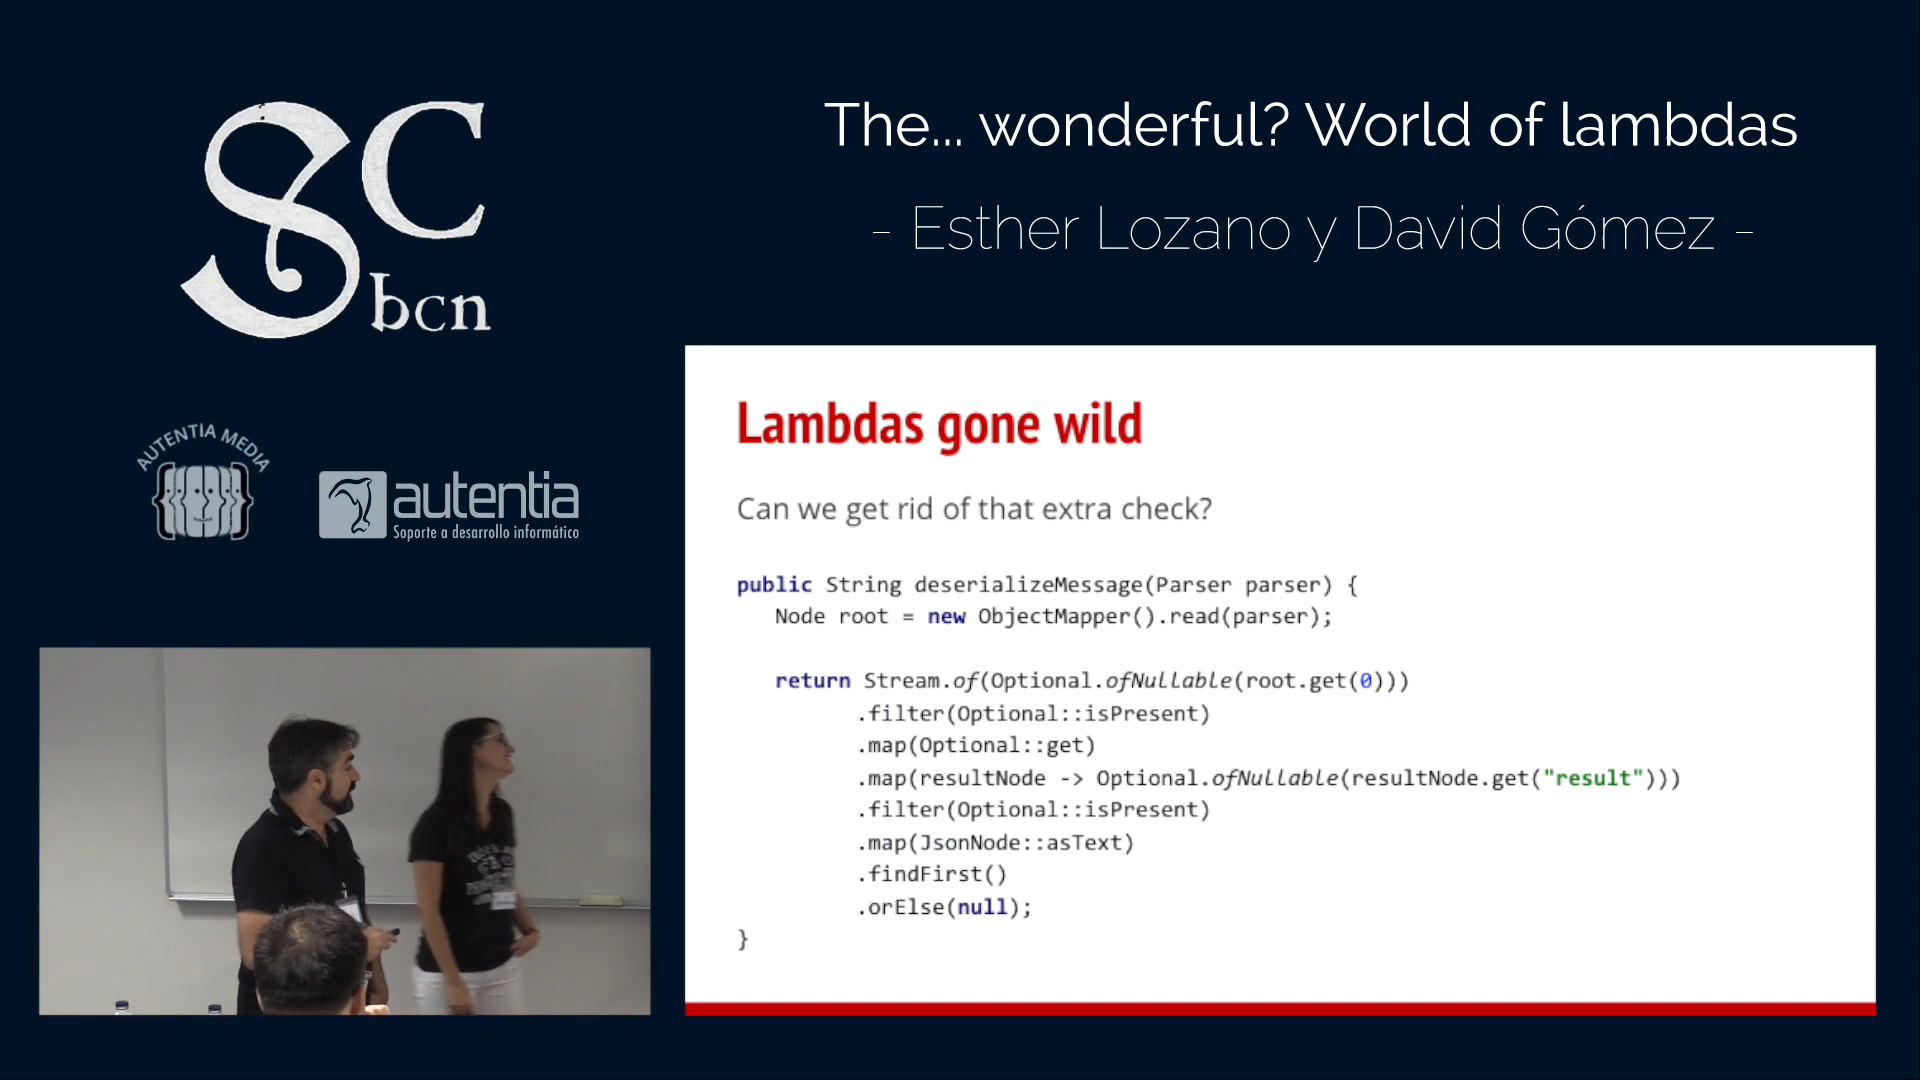 SC
bcn
AUTENTIA MEDIA
autentia
Soporte a desarrollo informático
The... wonderful? World of lambdas
- Esther Lozano y David Gómez -
Lambdas gone wild
Can we get rid of that extra check?
public String deserializeMessage(Parser parser) {
Node root = new ObjectMapper().read(parser);
return Stream.of(Optional.ofNullable(root.get(0)))
.filter(Optional::isPresent)
.map(Optional::get)
.map(resultNode -> Optional.ofNullable(resultNode.get("result")))
.filter(Optional::isPresent)
.map(JsonNode::asText)
.findFirst()
.orElse(null);
}